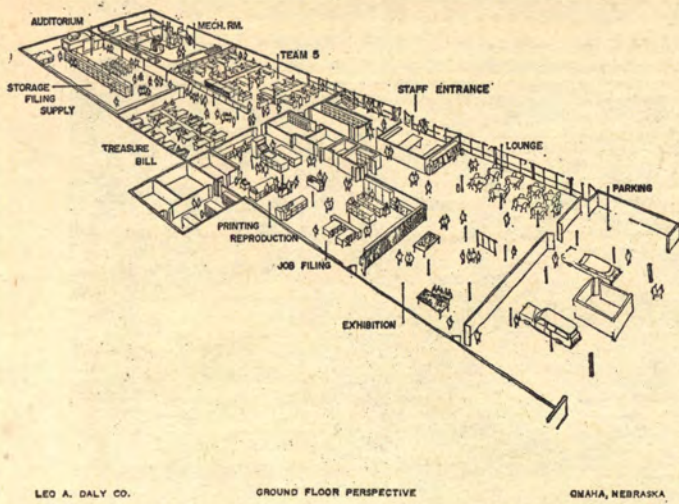 AUDITORIUM
MECH. RM.
TEAM 5
STORAGE
FILING
SUPPLY
STAFF ENTRANCE
TREASURE
BILL
LOUNGE
PARKING
PRINTING
REPRODUCTION
JOB FILING
EXHIBITION
LEO A. DALY CO.
GROUND FLOOR PERSPECTIVE
OMAHA, NEBRASKA